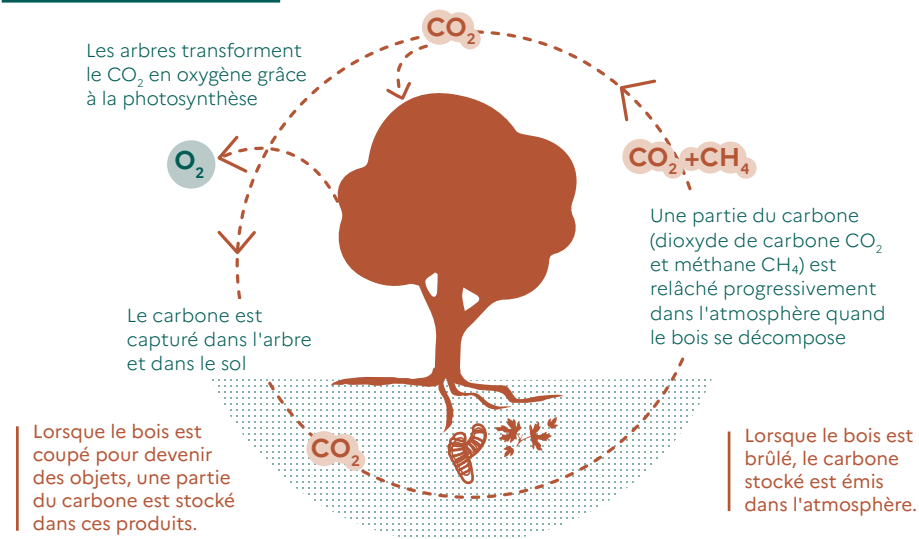 CO₂
Les arbres transforment
le CO₂ en oxygène grâce
à la photosynthèse
O₂
CO₂+CH₄
Une partie du carbone
(dioxyde de carbone CO₂
et méthane CH₄) est
relâché progressivement
dans l'atmosphère quand
le bois se décompose
Le carbone est
capturé dans l'arbre
et dans le sol
CO₂
Lorsque le bois est
coupé pour devenir
des objets, une partie
du carbone est stocké
dans ces produits.
Lorsque le bois est
brûlé, le carbone
stocké est émis
dans l'atmosphère.